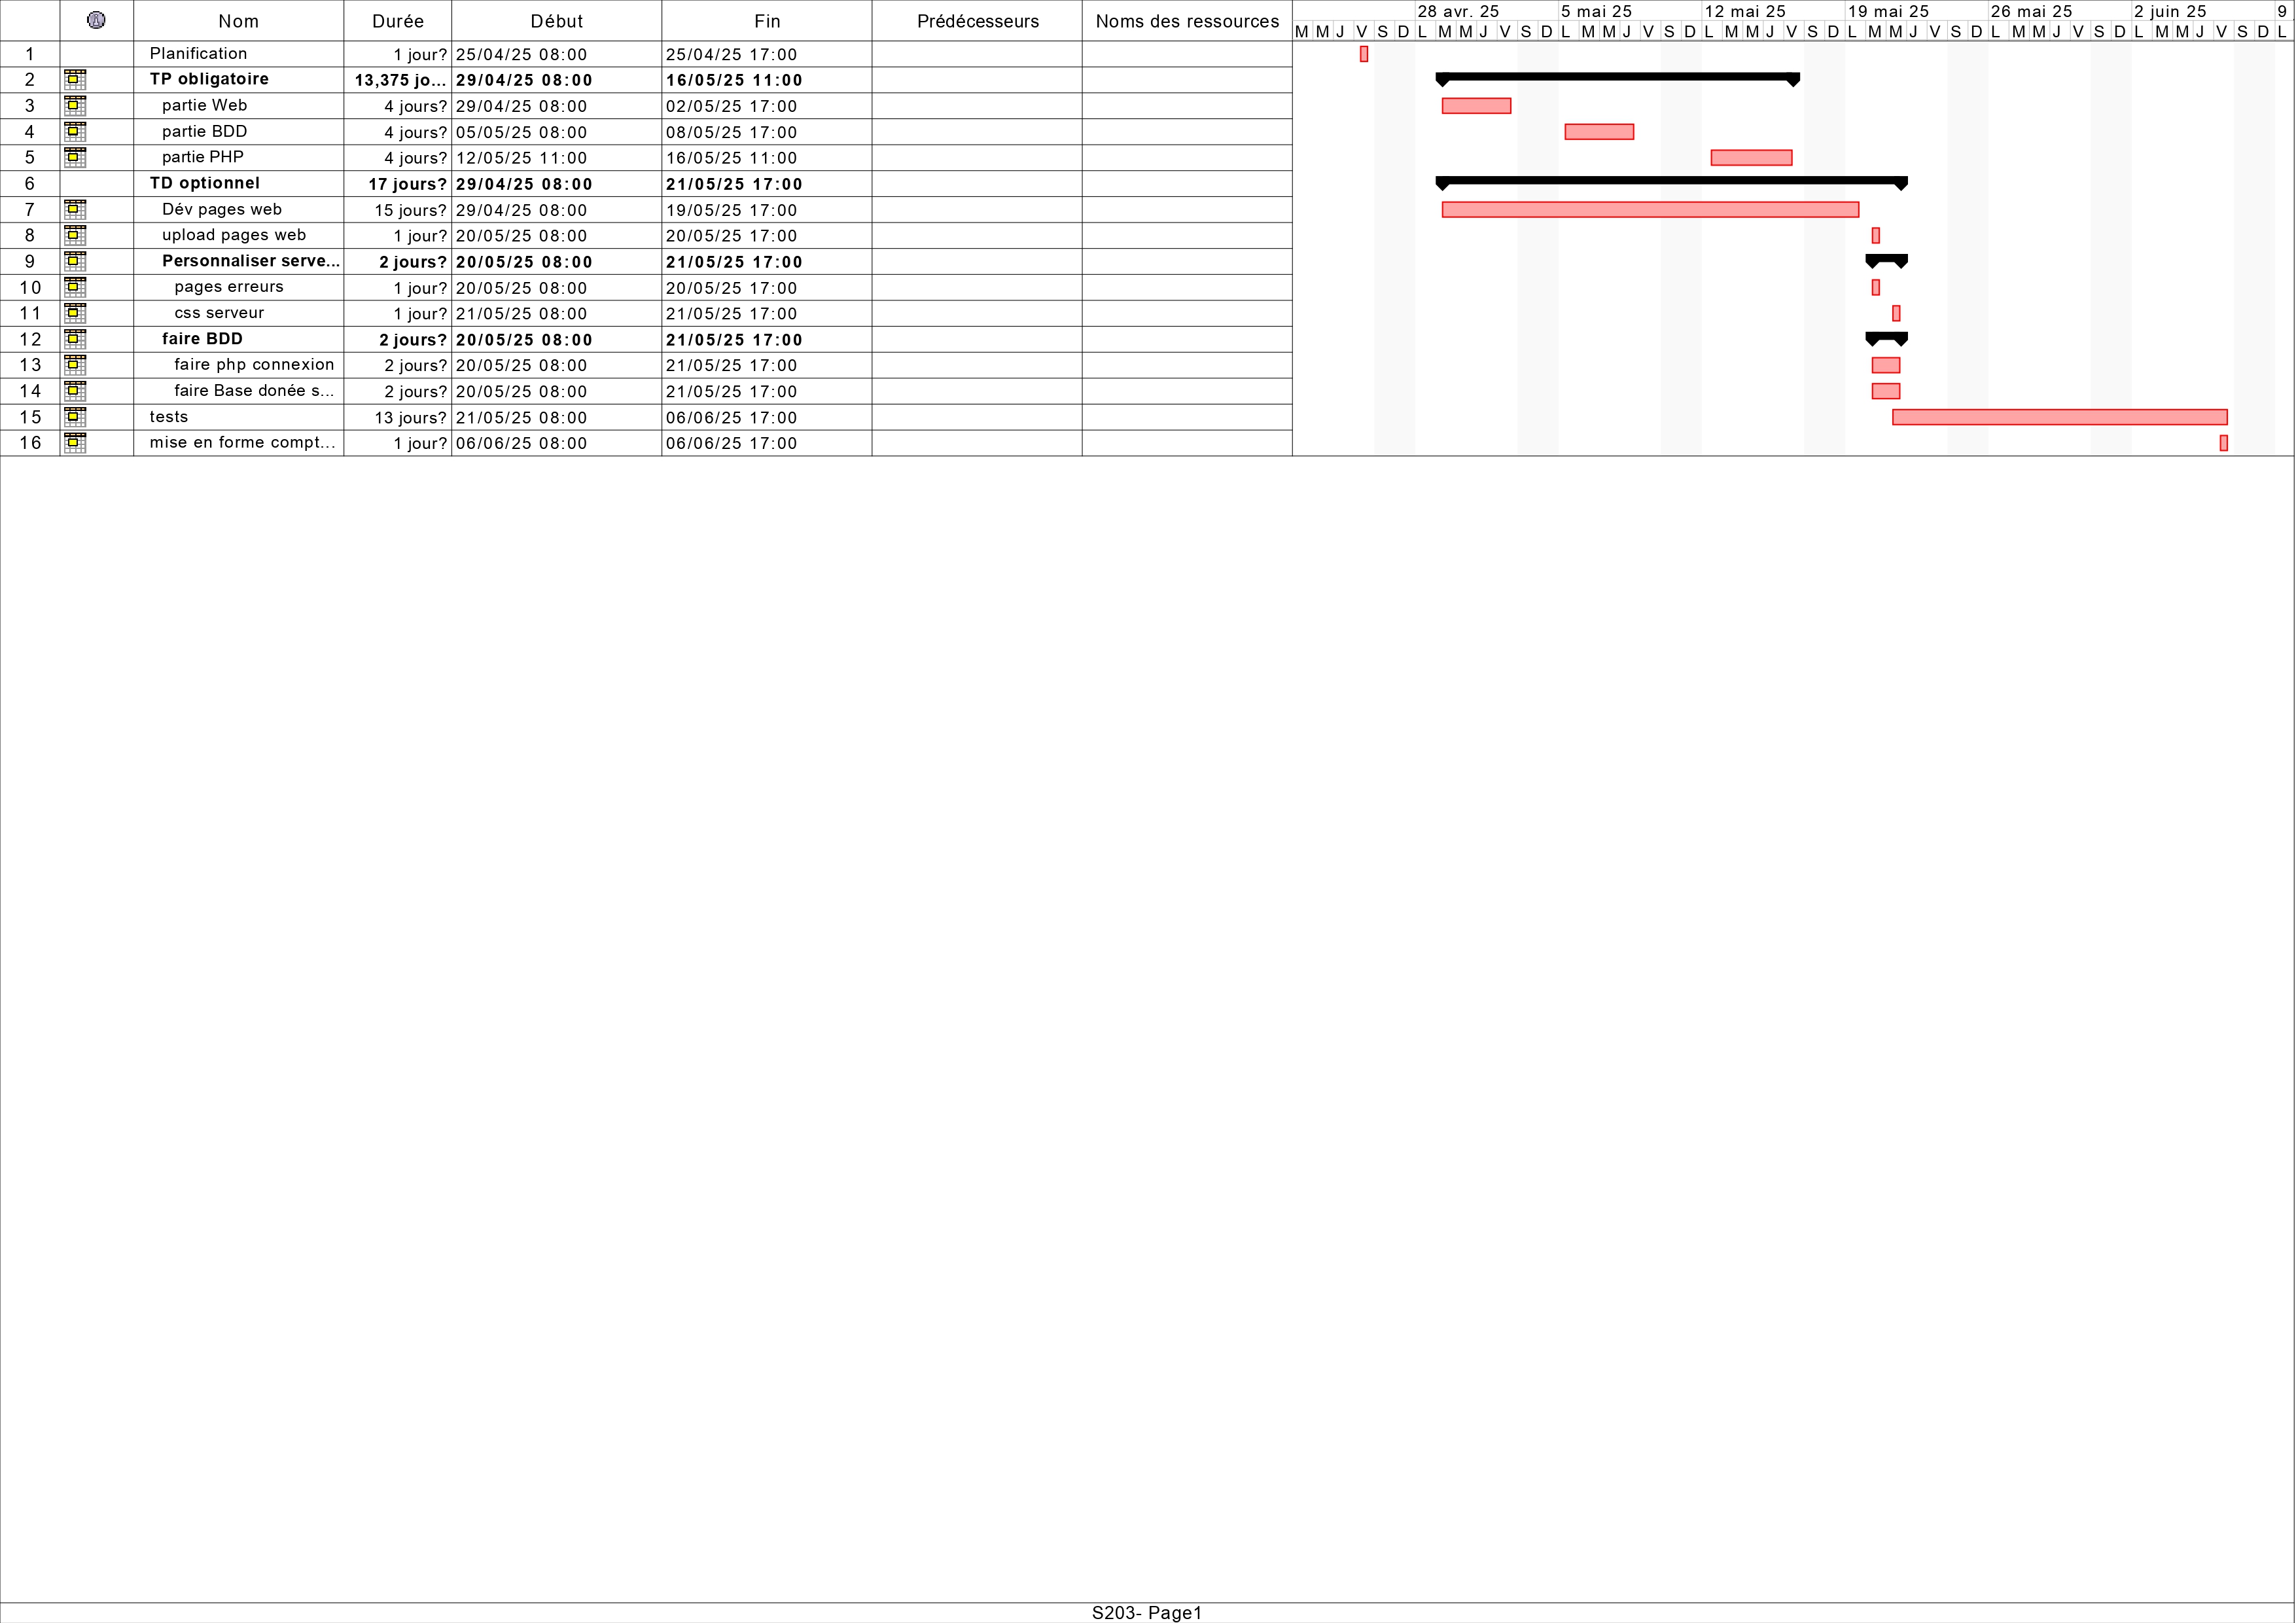 Nom Durée Début Fin Prédécesseurs Noms des ressources
28 avr. 25 5 mai 25 12 mai 25 19 mai 25 26 mai 25 2 juin 25 9
M M J V S D L M M J V S D L M M J V S D L M M J V S D L M M J V S D L M M J V S D L M M J V S D L
1 Planification 1 jour? 25/04/25 08:00 25/04/25 17:00
2 TP obligatoire 13,375 jo... 29/04/25 08:00 16/05/25 11:00
3 partie Web 4 jours? 29/04/25 08:00 02/05/25 17:00
4 partie BDD 4 jours? 05/05/25 08:00 08/05/25 17:00
5 partie PHP 4 jours? 12/05/25 11:00 16/05/25 11:00
6 TD optionnel 17 jours? 29/04/25 08:00 21/05/25 17:00
7 Dév pages web 15 jours? 29/04/25 08:00 19/05/25 17:00
8 upload pages web 1 jour? 20/05/25 08:00 20/05/25 17:00
9 Personnaliser serve... 2 jours? 20/05/25 08:00 21/05/25 17:00
10 pages erreurs 1 jour? 20/05/25 08:00 20/05/25 17:00
11 css serveur 1 jour? 21/05/25 08:00 21/05/25 17:00
12 faire BDD 2 jours? 20/05/25 08:00 21/05/25 17:00
13 faire php connexion 2 jours? 20/05/25 08:00 21/05/25 17:00
14 faire Base donée s... 2 jours? 20/05/25 08:00 21/05/25 17:00
15 tests 13 jours? 21/05/25 08:00 06/06/25 17:00
16 mise en forme compt... 1 jour? 06/06/25 08:00 06/06/25 17:00
S203- Page1